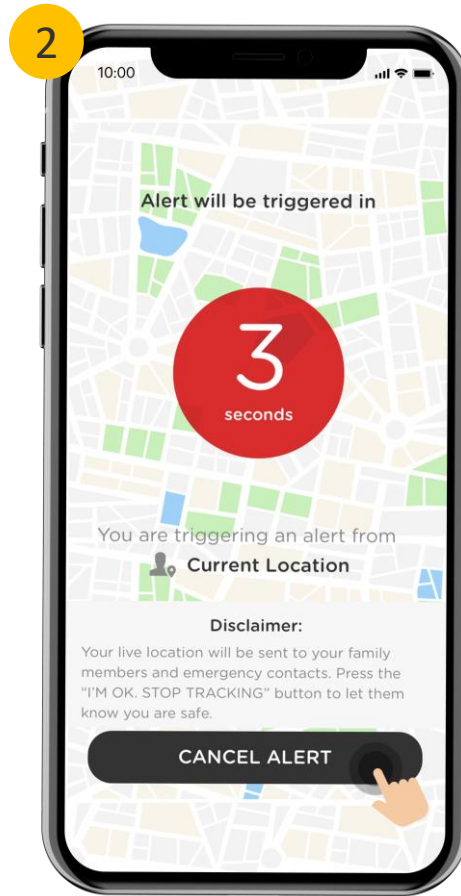 2
10:00
Alert will be triggered in
3
seconds
You are triggering an alert from
Current Location
Disclaimer:
Your live location will be sent to your family
members and emergency contacts. Press the
"I'M OK. STOP TRACKING" button to let them
know you are safe.
CANCEL ALERT